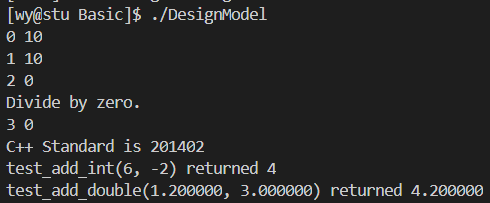 [wy@stu Basic]$ ./DesignModel
0 10
1 10
2 0
Divide by zero.
3 0
C++ Standard is 201402
test_add_int(6, -2) returned 4
test_add_double(1.200000, 3.000000) returned 4.200000